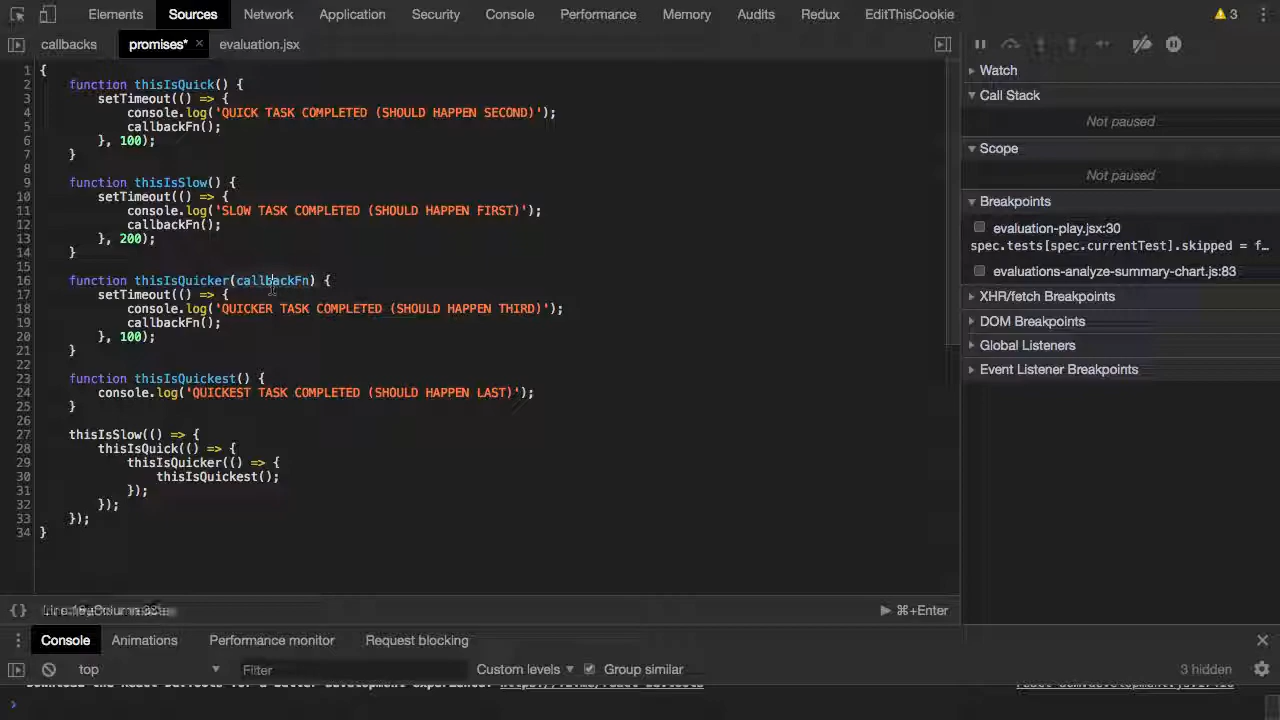 Elements Sources Network Application Security Console Performance Memory Audits Redux EditThisCookie 3
callbacks promises* × evaluation.jsx
1 {
2 function thisIsQuick() {
3 setTimeout(() => {
4 console.log('QUICK TASK COMPLETED (SHOULD HAPPEN SECOND)');
5 callbackFn();
6 }, 100);
7 }
8
9 function thisIsSlow() {
10 setTimeout(() => {
11 console.log('SLOW TASK COMPLETED (SHOULD HAPPEN FIRST)');
12 callbackFn();
13 }, 200);
14 }
15
16 function thisIsQuicker(callbackFn) {
17 setTimeout(() => {
18 console.log('QUICKER TASK COMPLETED (SHOULD HAPPEN THIRD)');
19 callbackFn();
20 }, 100);
21 }
22
23 function thisIsQuickest() {
24 console.log('QUICKEST TASK COMPLETED (SHOULD HAPPEN LAST)');
25 }
26
27 thisIsSlow(() => {
28 thisIsQuick(() => {
29 thisIsQuicker(() => {
30 thisIsQuickest();
31 });
32 });
33 });
34 }
{} ⌘+Enter
Watch
Call Stack
Not paused
Scope
Not paused
Breakpoints
evaluation-play.jsx:30
spec.tests[spec.currentTest].skipped = f…
evaluations-analyze-summary-chart.js:83
XHR/fetch Breakpoints
DOM Breakpoints
Global Listeners
Event Listener Breakpoints
Console Animations Performance monitor Request blocking
top Filter Custom levels Group similar 3 hidden